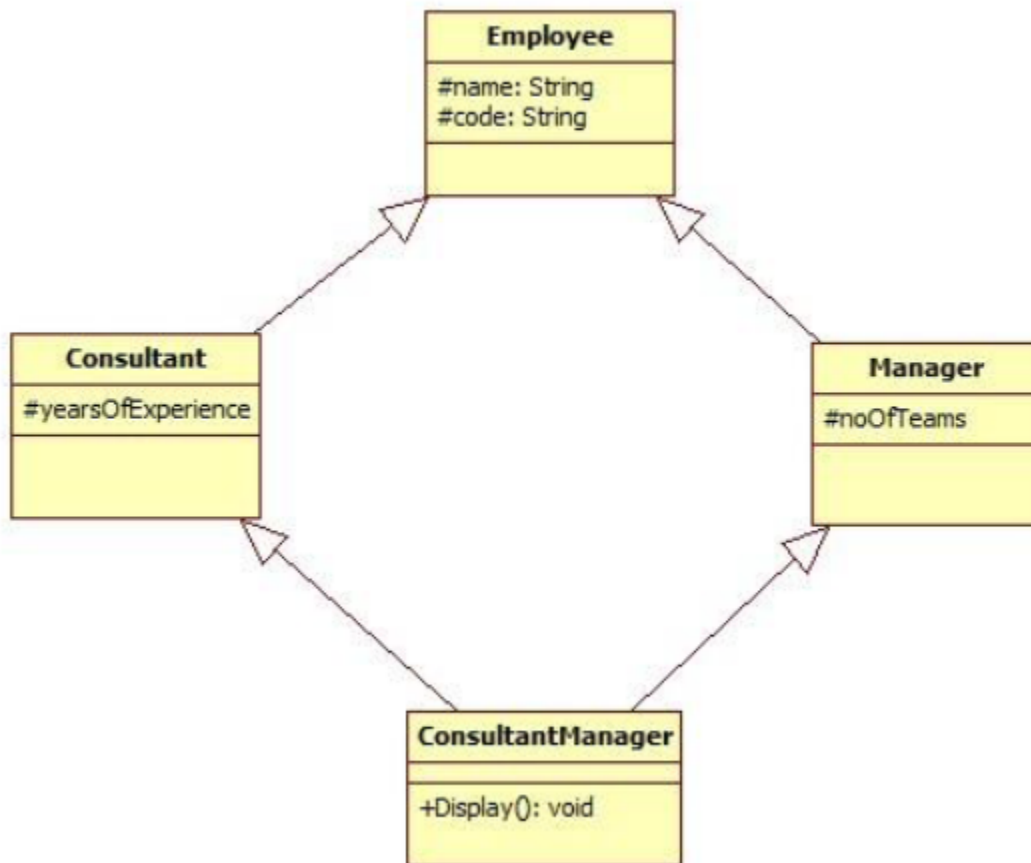 Employee
#name: String
#code: String
Consultant
#yearsOfExperience
Manager
#noOfTeams
ConsultantManager
+Display(): void